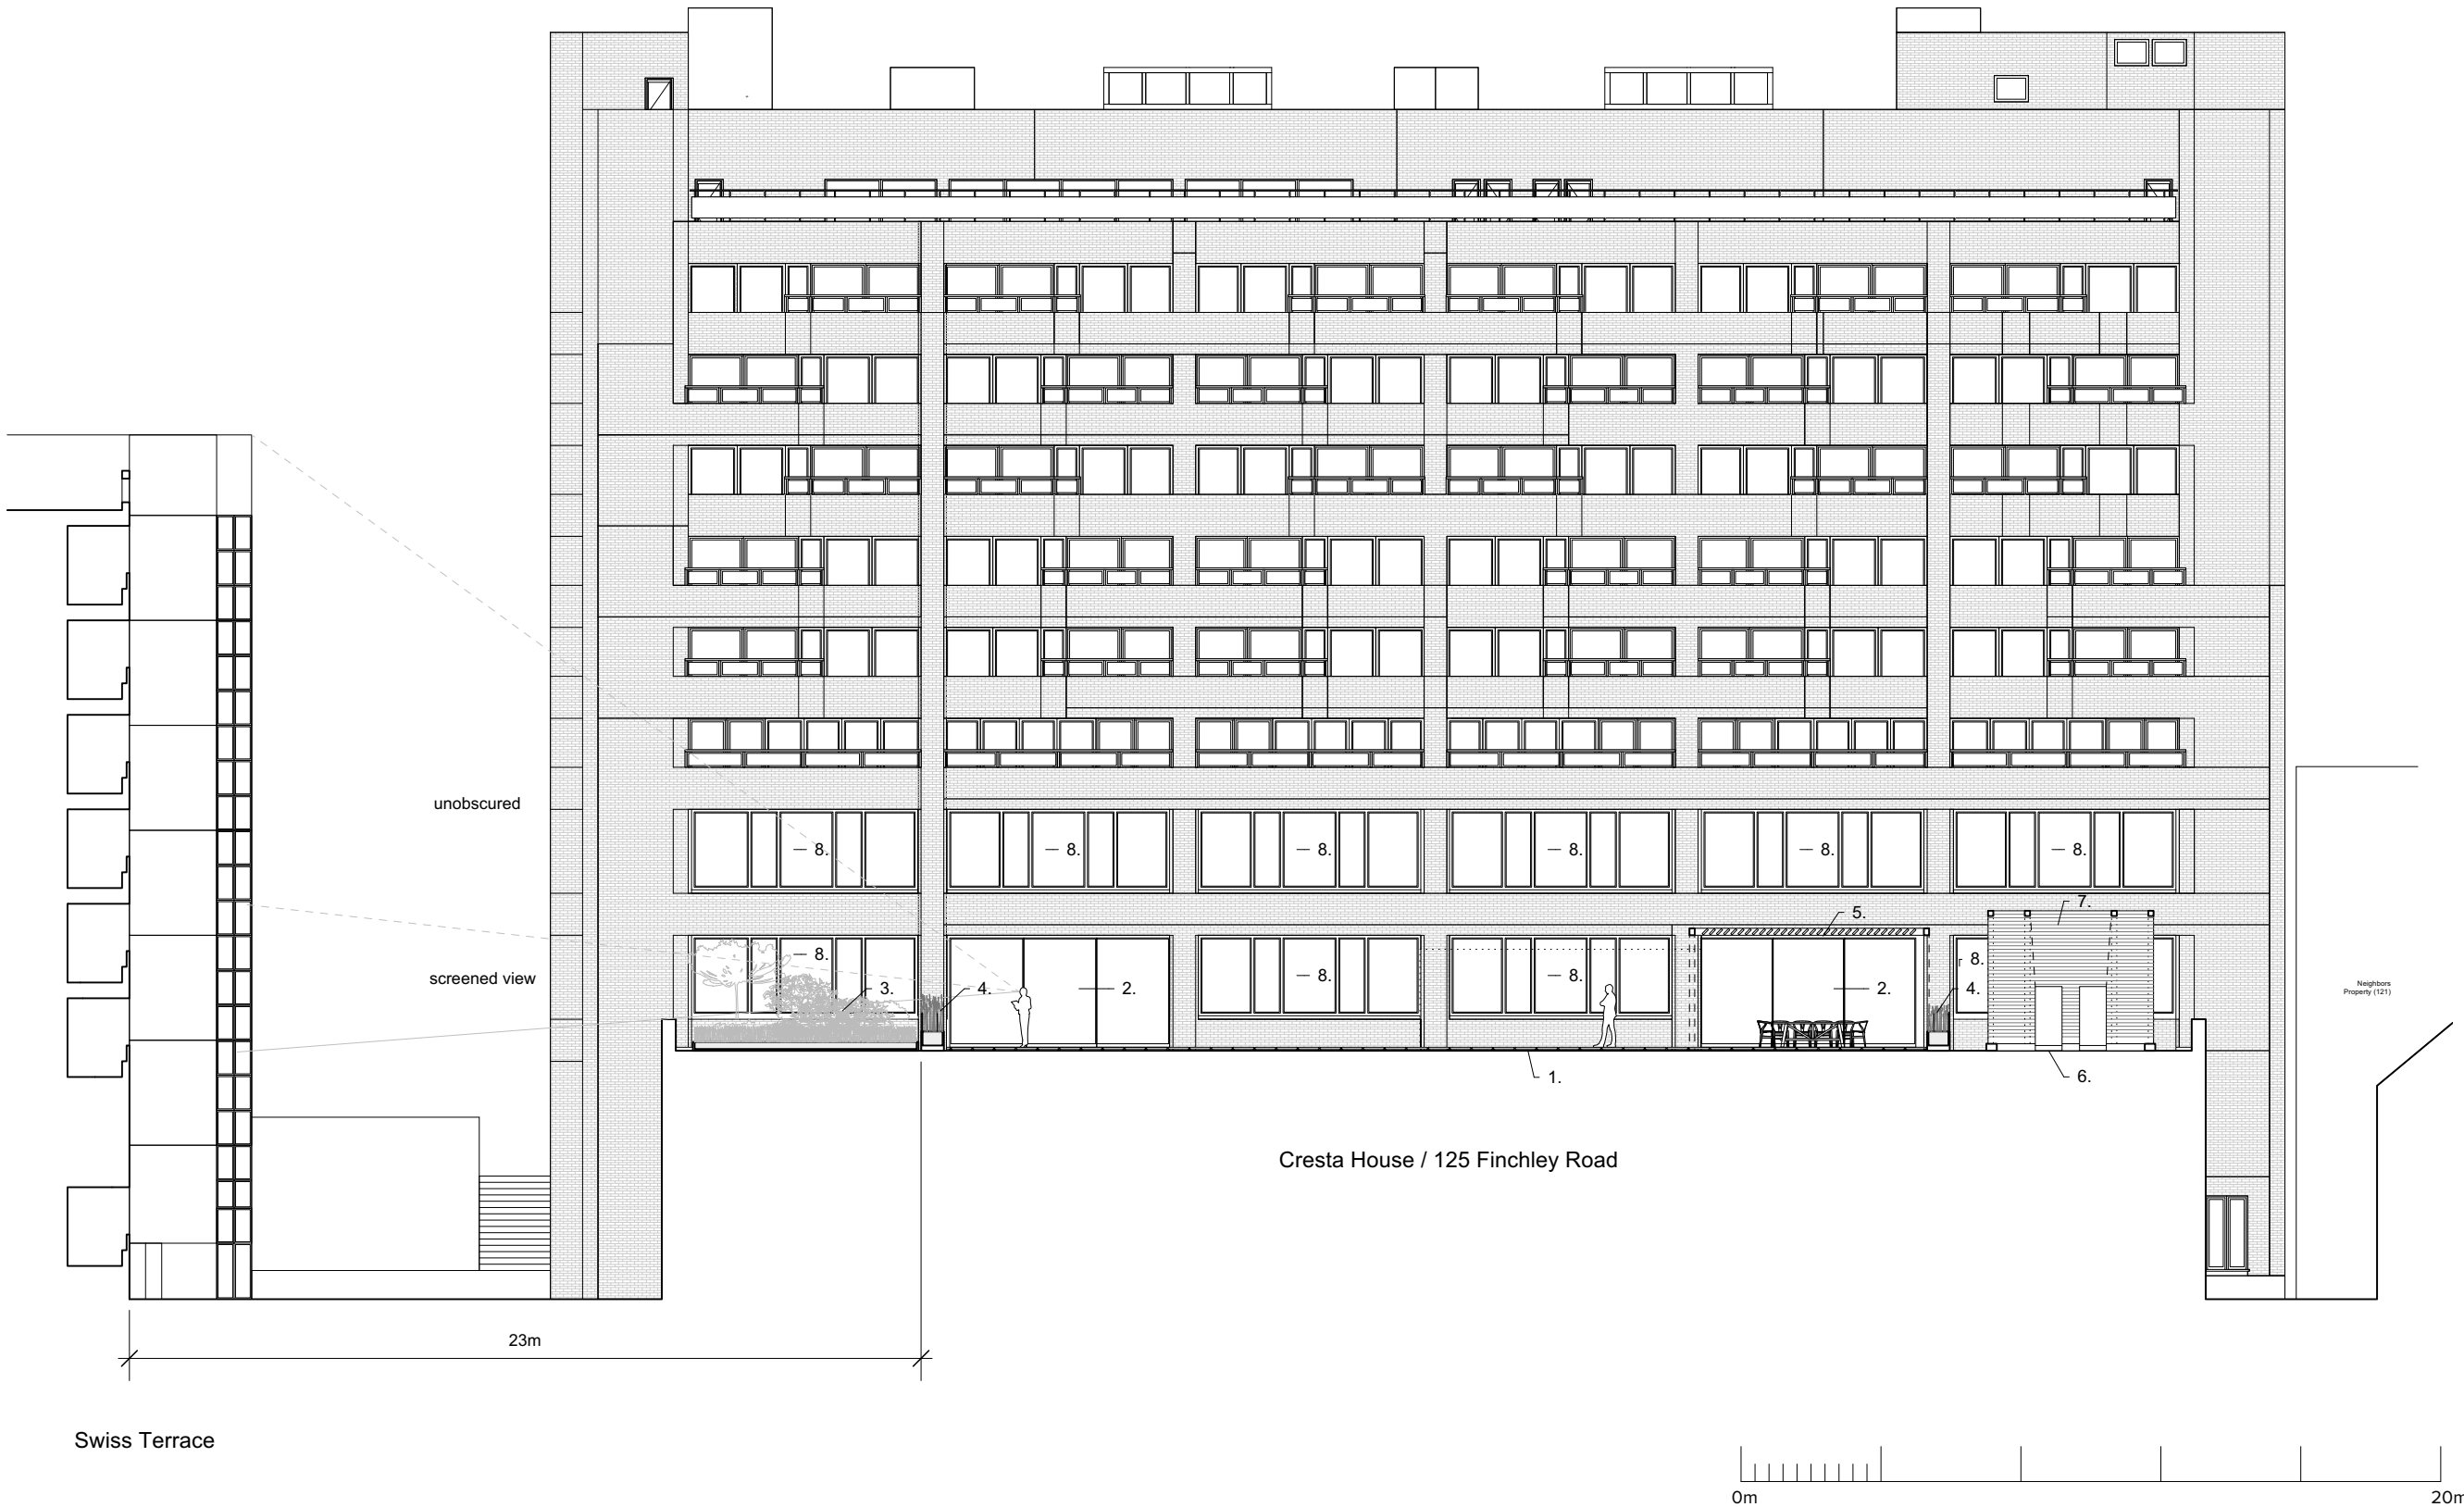 unobscured
— 8.
— 8.
— 8.
— 8.
— 8.
— 8.
7.
5.
— 8.
8.
screened view
3.
4.
2.
— 8.
— 8.
2.
4.
Neighbors
Property (121)
1.
6.
Cresta House / 125 Finchley Road
23m
Swiss Terrace
0m
20m